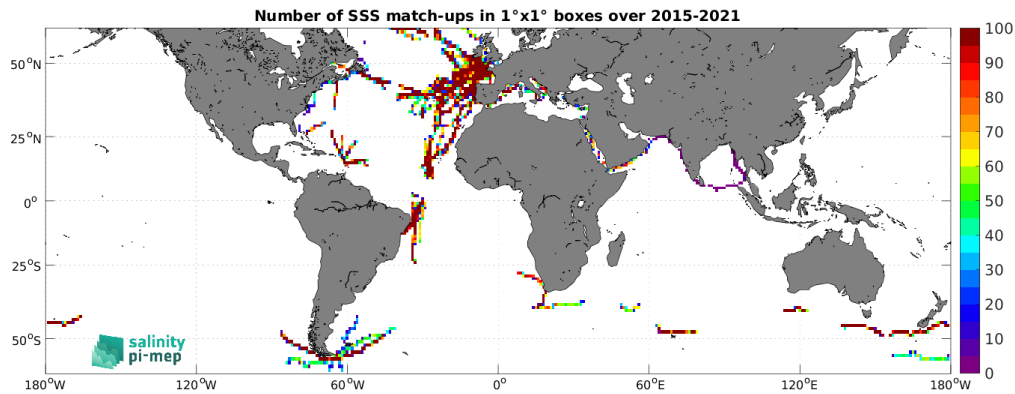 Number of SSS match-ups in 1°x1° boxes over 2015-2021
50°N
25°N
0°
25°S
50°S
180°W
120°W
60°W
0°
60°E
120°E
180°W
100
90
80
70
60
50
40
30
20
10
0
salinity
pi-mep